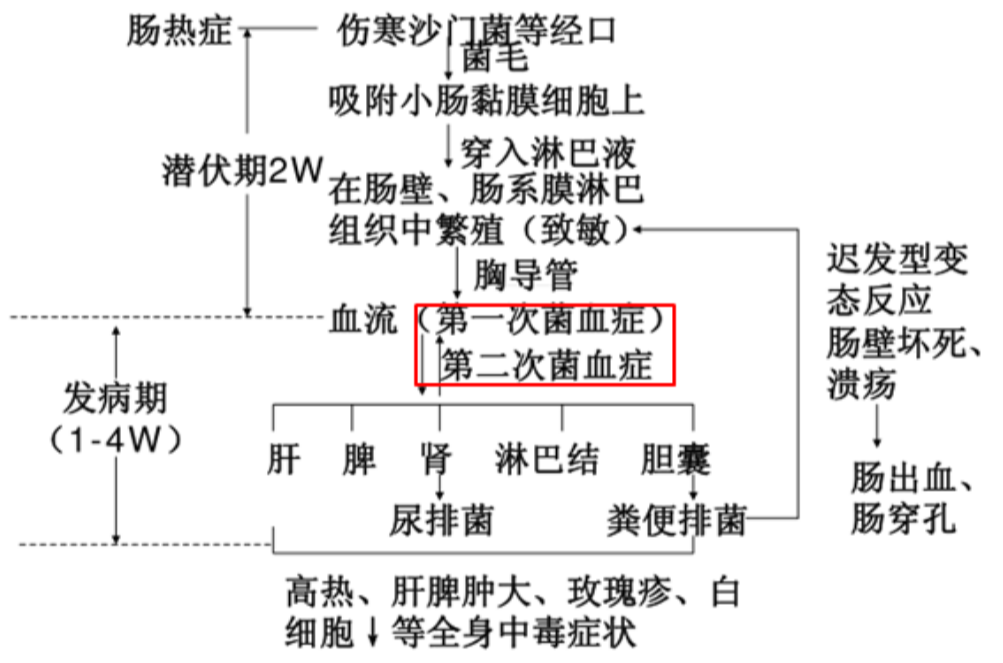 肠热症
伤寒沙门菌等经口
菌毛
吸附小肠黏膜细胞上
穿入淋巴液
潜伏期2W
在肠壁、肠系膜淋巴
组织中繁殖（致敏）
胸导管
血流（第一次菌血症）
第二次菌血症
发病期
（1-4W）
肝
脾
肾
淋巴结
胆囊
尿排菌
粪便排菌
迟发型变
态反应
肠壁坏死、
溃疡
肠出血、
肠穿孔
高热、肝脾肿大、玫瑰疹、白
细胞↓等全身中毒症状